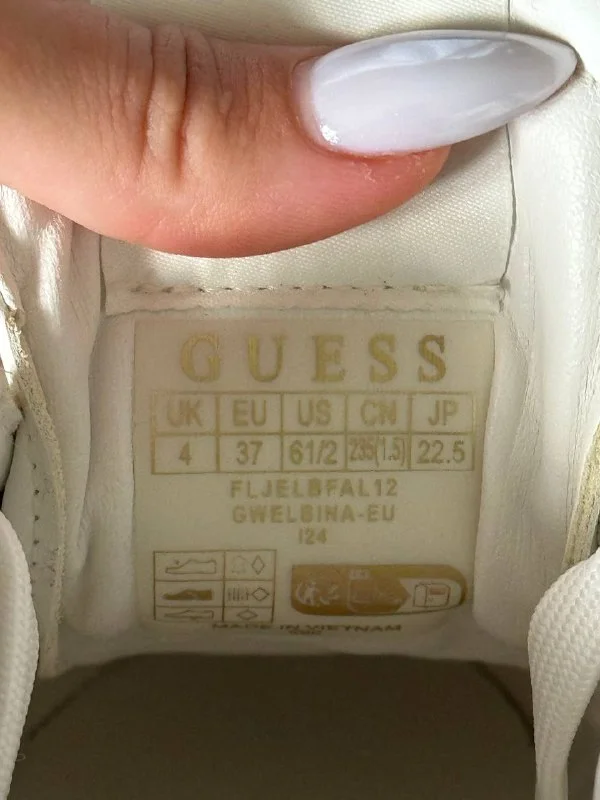 GUESS
UK EU US CN JP
4 37 61/2 235(1.5) 22.5
FLJELBFAL12
GWELBINA-EU
I24
MADE IN VIETNAM